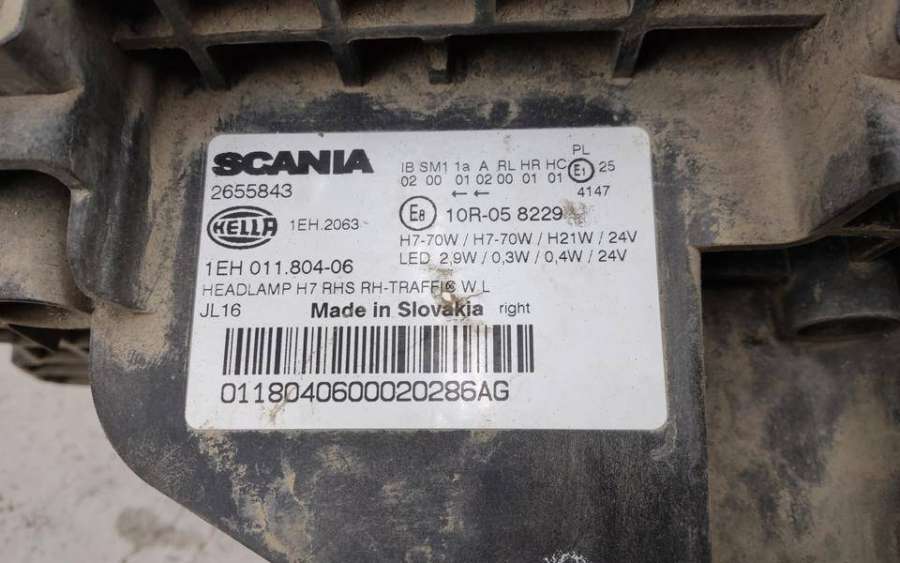 SCANIA
2655843
HELLA 1EH.2063
1EH 011.804-06
IB SM1 1a A RL HR HC PL
02 00 01 02 00 01 01 E1 25
←← 4147
E8 10R-05 8229
H7-70W / H7-70W / H21W / 24V
LED 2,9W / 0,3W / 0,4W / 24V
HEADLAMP H7 RHS RH-TRAFFIC W L
JL16 Made in Slovakia right
0118040600020286AG